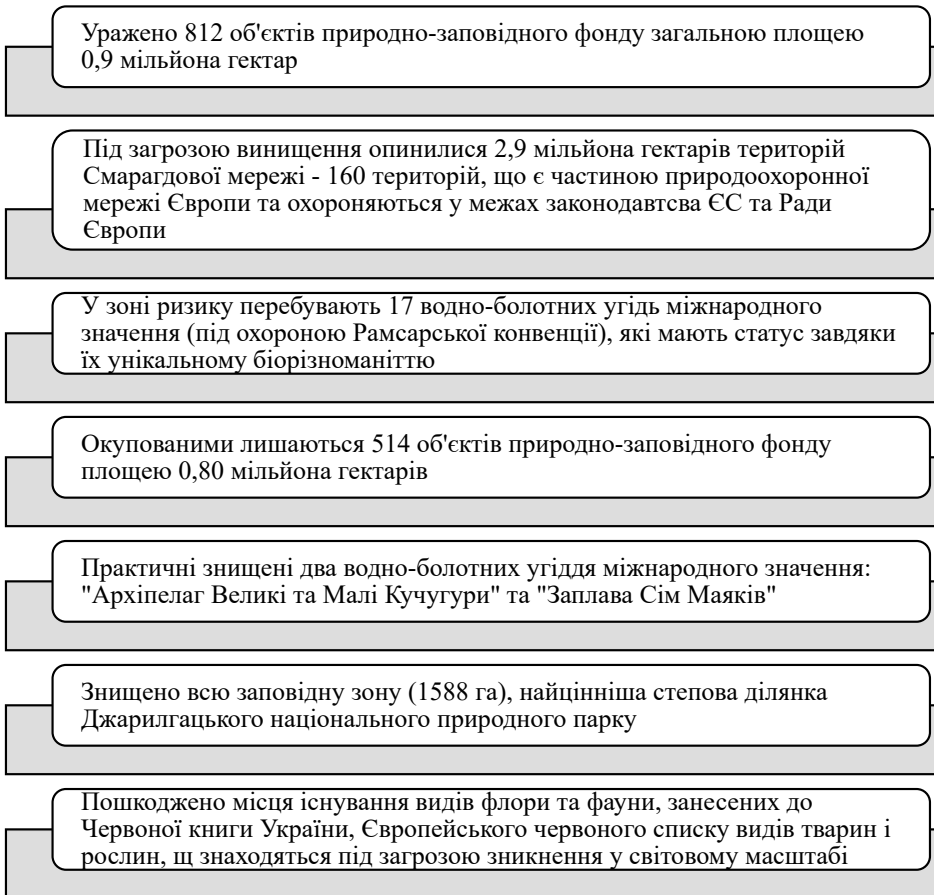 Уражено 812 об'єктів природно-заповідного фонду загальною площею
0,9 мільйона гектар
Під загрозою винищення опинилися 2,9 мільйона гектарів територій
Смарагдової мережі - 160 територій, що є частиною природоохоронної
мережі Європи та охороняються у межах законодавтсва ЄС та Ради
Європи
У зоні ризику перебувають 17 водно-болотних угідь міжнародного
значення (під охороною Рамсарської конвенції), які мають статус завдяки
їх унікальному біорізноманіттю
Окупованими лишаються 514 об'єктів природно-заповідного фонду
площею 0,80 мільйона гектарів
Практичні знищені два водно-болотних угіддя міжнародного значення:
"Архіпелаг Великі та Малі Кучугури" та "Заплава Сім Маяків"
Знищено всю заповідну зону (1588 га), найцінніша степова ділянка
Джарилгацького національного природного парку
Пошкоджено місця існування видів флори та фауни, занесених до
Червоної книги України, Європейського червоного списку видів тварин і
рослин, щ знаходяться під загрозою зникнення у світовому масштабі